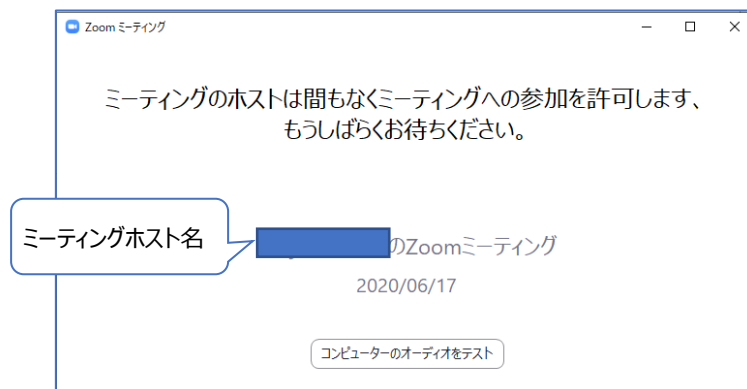 Zoom ミーティング
ミーティングのホストは間もなくミーティングへの参加を許可します、
もうしばらくお待ちください。
ミーティングホスト名
のZoomミーティング
2020/06/17
コンピューターのオーディオをテスト